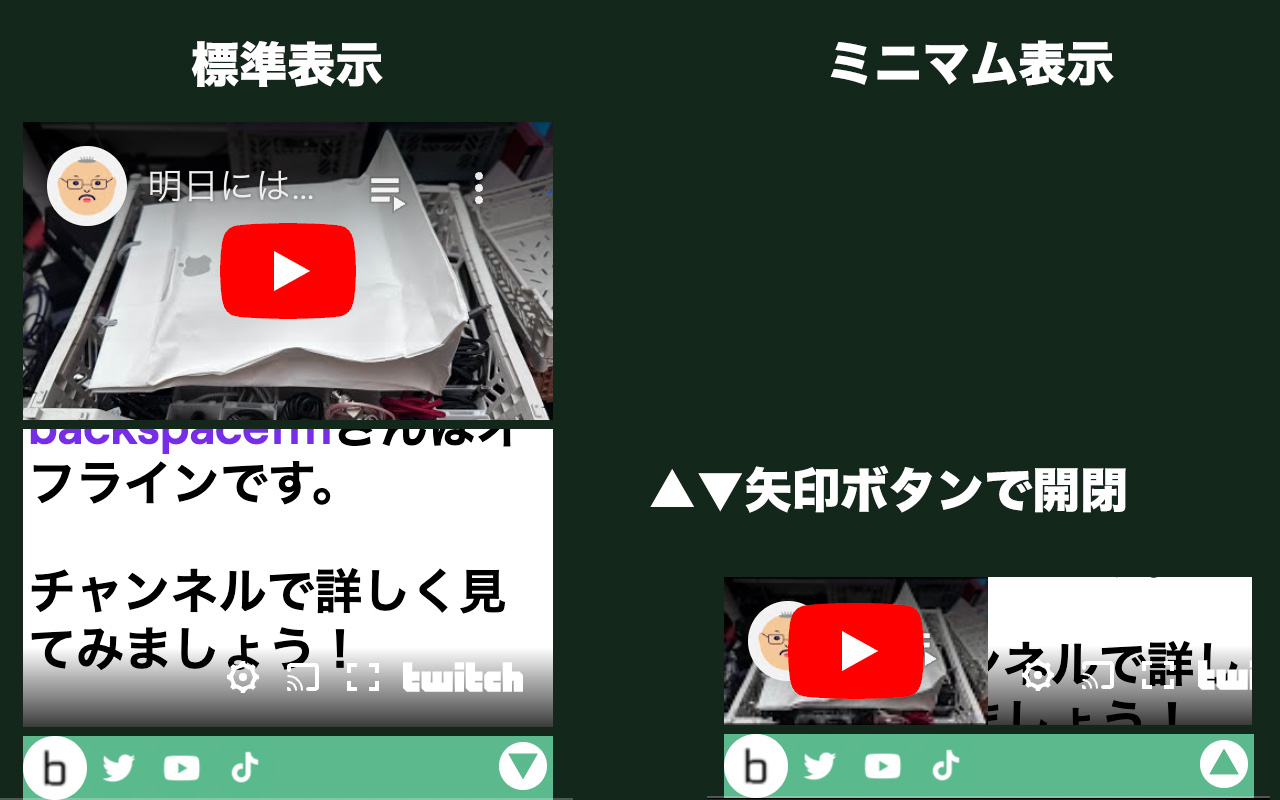 標準表示
ミニマム表示
明日には…
backspacefmさんはオ
フラインです。
チャンネルで詳しく見
てみましょう！
twitch
b
▲▼矢印ボタンで開閉
ンネルで詳し
ましょう！
twi
b